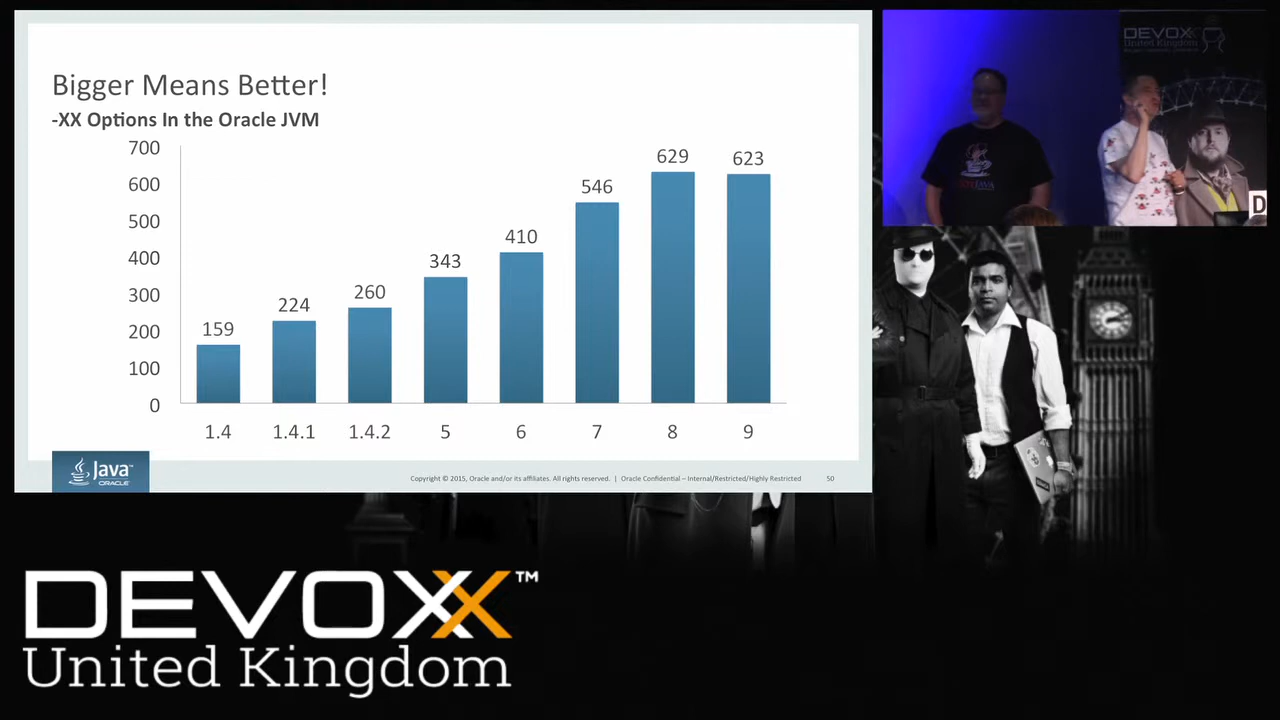 Bigger Means Better!
-XX Options In the Oracle JVM
700
600
500
400
300
200
100
0
159
224
260
343
410
546
629
623
1.4
1.4.1
1.4.2
5
6
7
8
9
Java™
ORACLE
Copyright © 2015, Oracle and/or its affiliates. All rights reserved. | Oracle Confidential – Internal/Restricted/Highly Restricted
50
DEVOXX
United Kingdom
D
DEVOXX™
United Kingdom